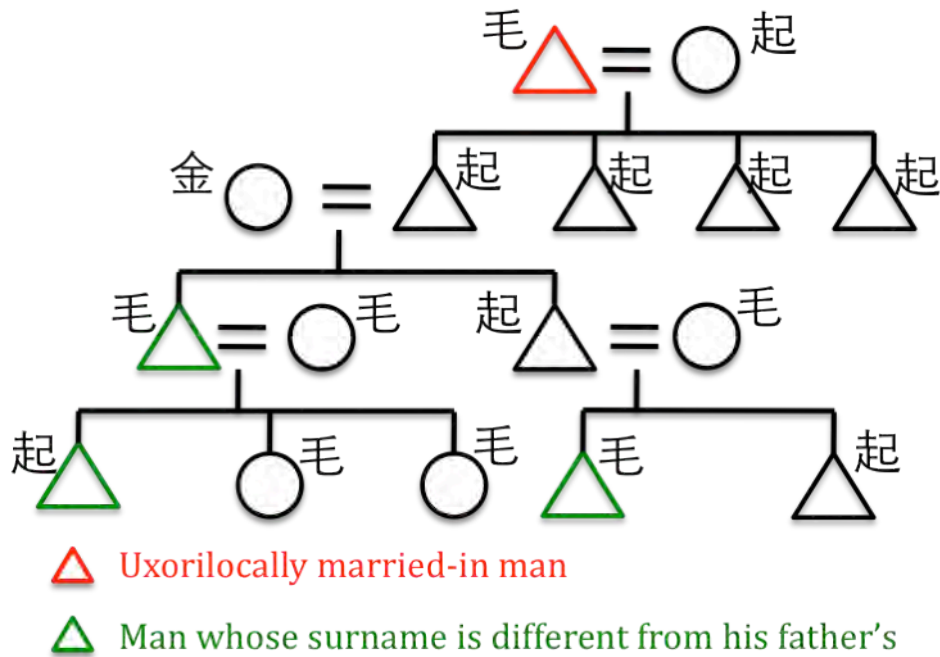 毛 起
金 起 起 起 起
毛 毛 起 毛
起 毛 毛 毛 起
Uxorilocally married-in man
Man whose surname is different from his father's